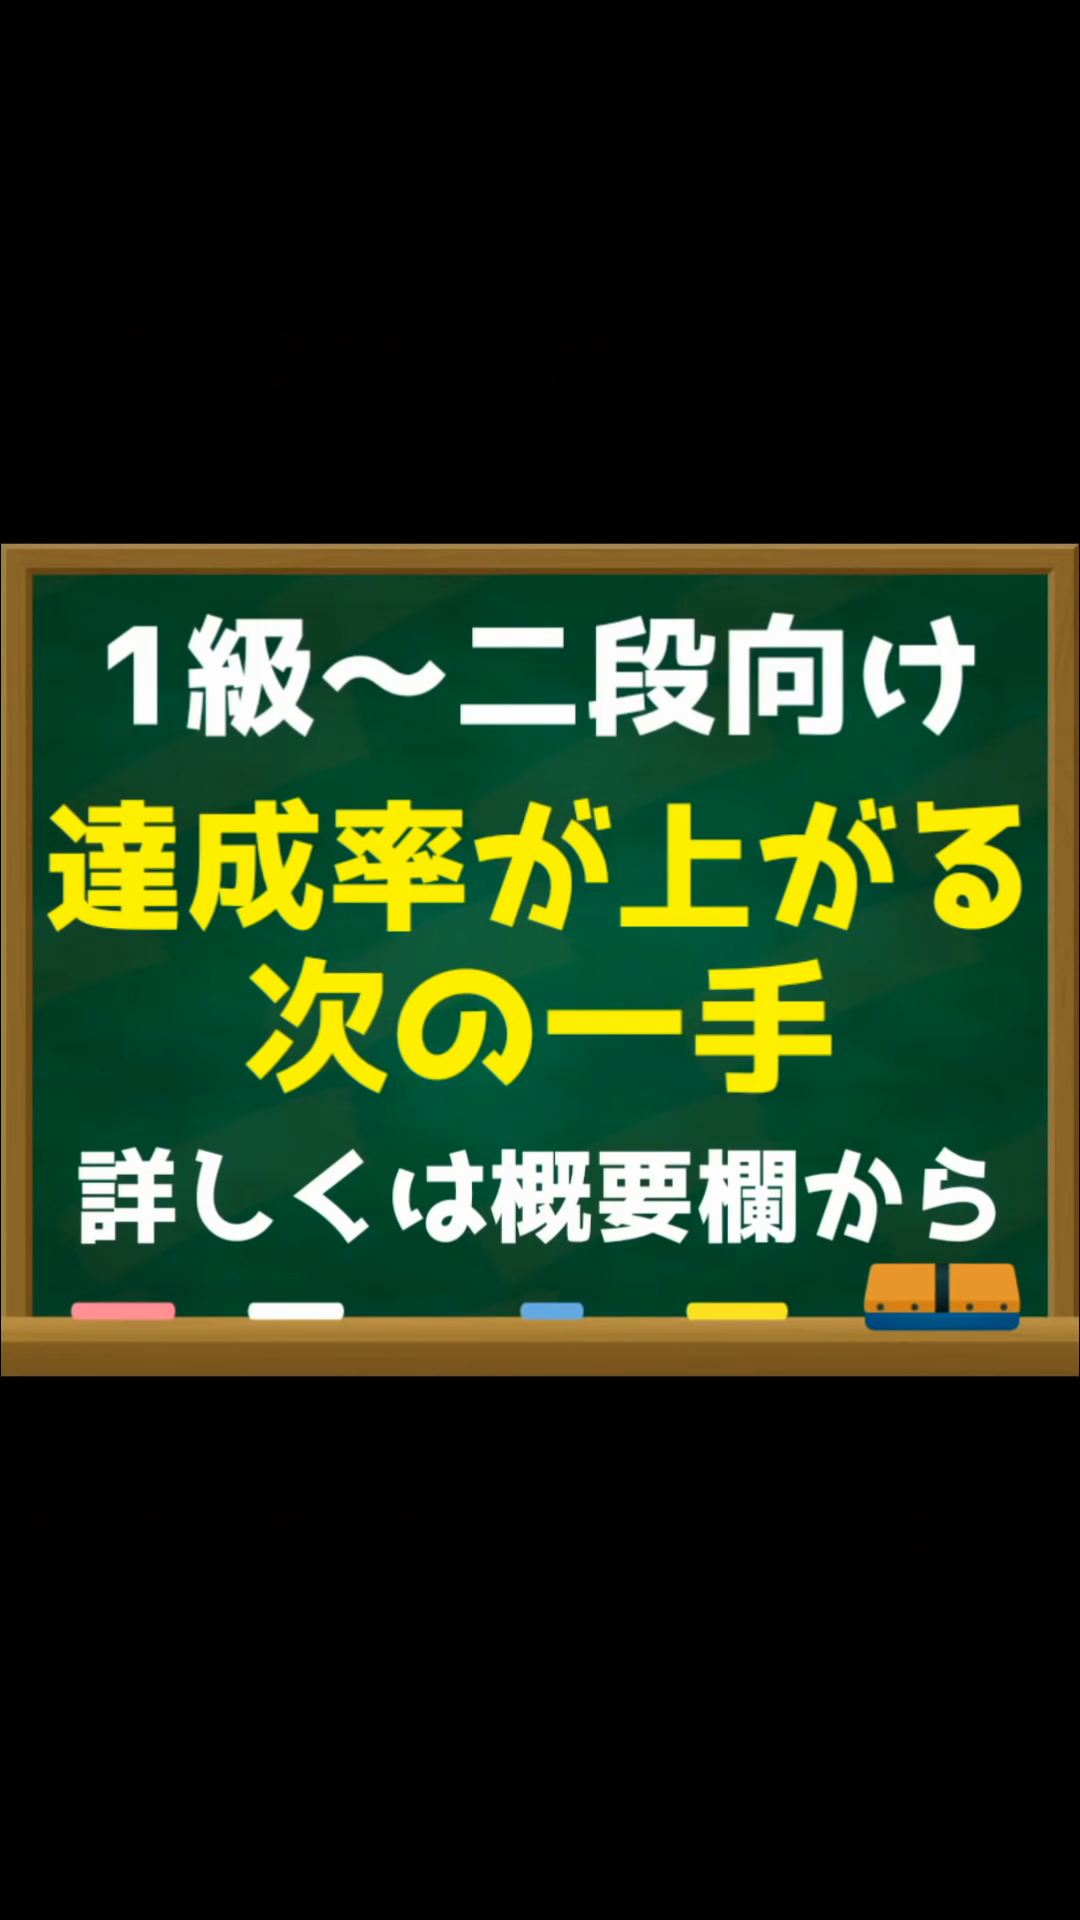 1級～二段向け
達成率が上がる
次の一手
詳しくは概要欄から